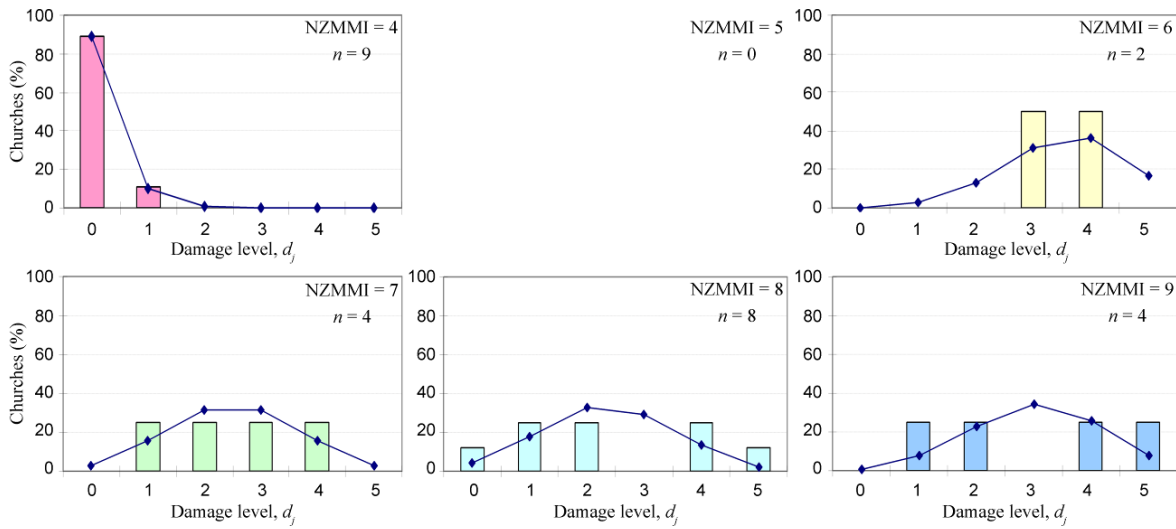 100
80
60
40
20
0
Churches (%)
NZMMI = 4
n = 9
0 1 2 3 4 5
Damage level, dj
NZMMI = 5
n = 0
100
80
60
40
20
0
NZMMI = 6
n = 2
0 1 2 3 4 5
Damage level, dj
100
80
60
40
20
0
Churches (%)
NZMMI = 7
n = 4
0 1 2 3 4 5
Damage level, dj
100
80
60
40
20
0
NZMMI = 8
n = 8
0 1 2 3 4 5
Damage level, dj
100
80
60
40
20
0
NZMMI = 9
n = 4
0 1 2 3 4 5
Damage level, dj